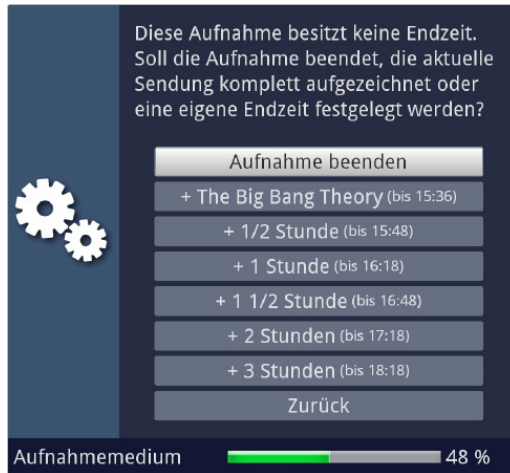 Diese Aufnahme besitzt keine Endzeit.
Soll die Aufnahme beendet, die aktuelle
Sendung komplett aufgezeichnet oder
eine eigene Endzeit festgelegt werden?
Aufnahme beenden
+ The Big Bang Theory (bis 15:36)
+ 1/2 Stunde (bis 15:48)
+ 1 Stunde (bis 16:18)
+ 1 1/2 Stunde (bis 16:48)
+ 2 Stunden (bis 17:18)
+ 3 Stunden (bis 18:18)
Zurück
Aufnahmemedium 48 %